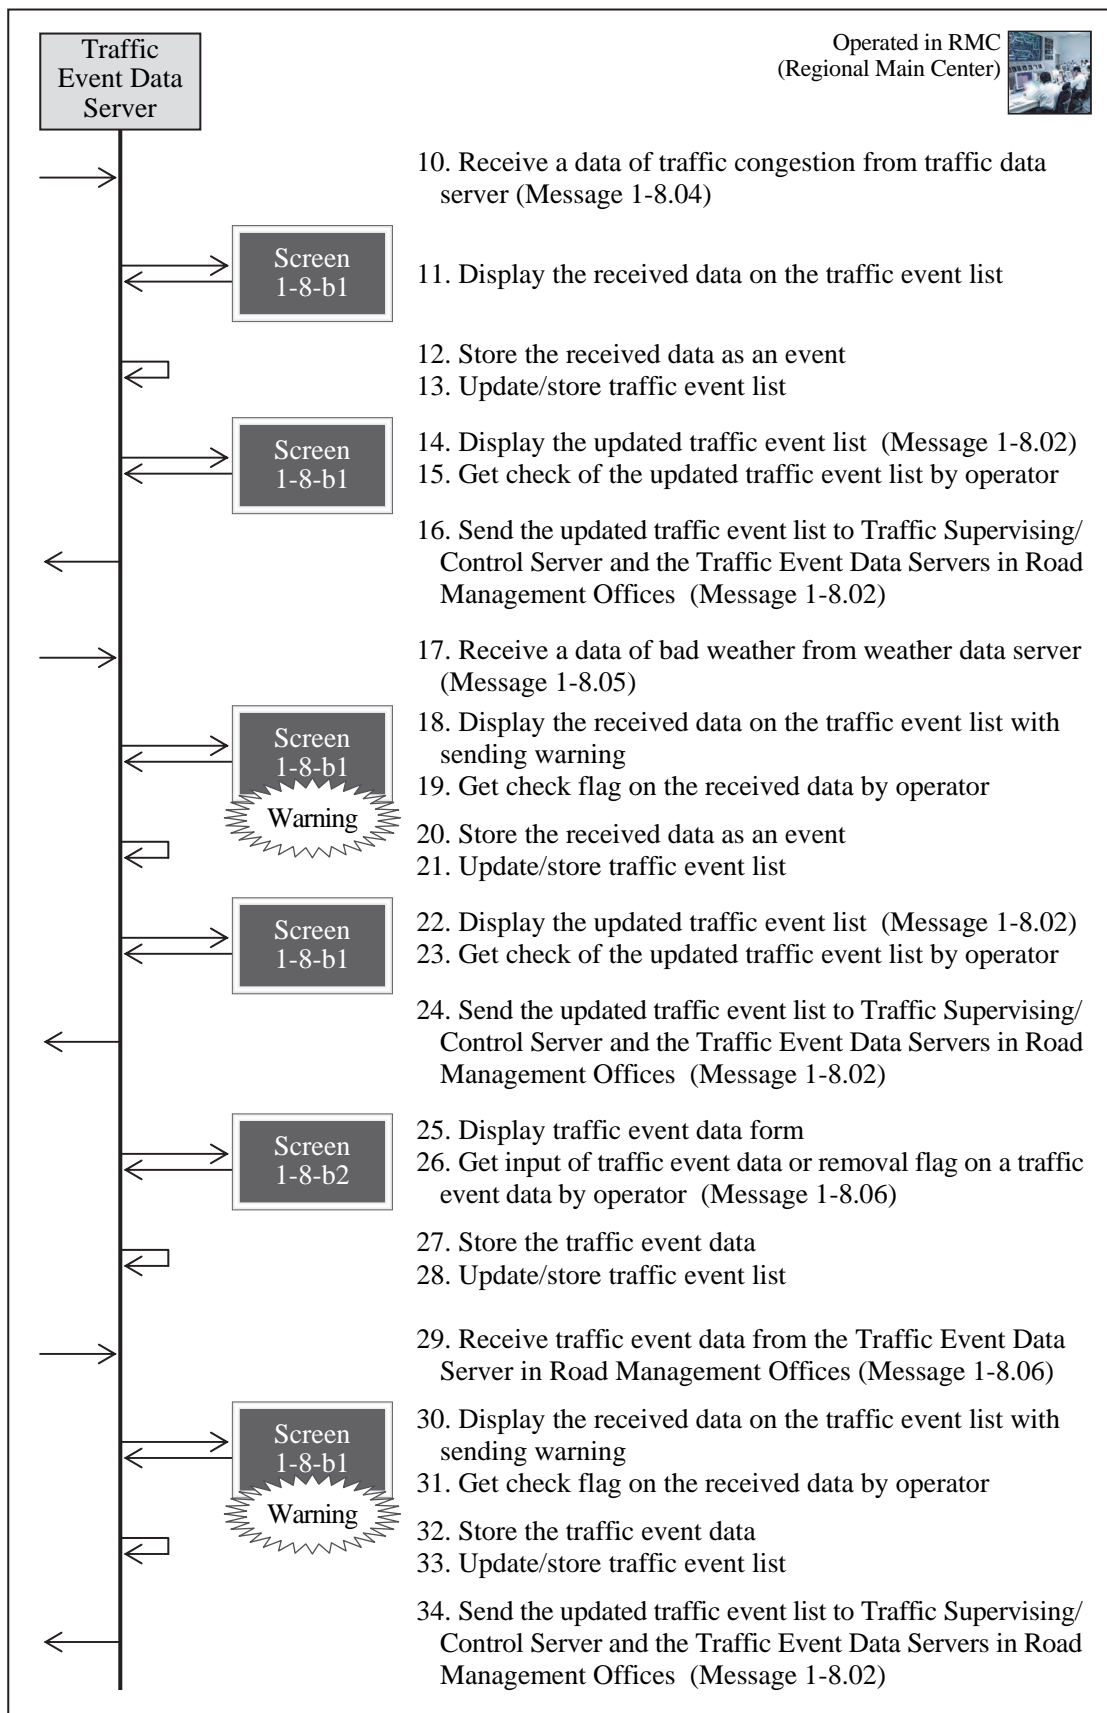 Traffic
Event Data
Server
Operated in RMC
(Regional Main Center)
10. Receive a data of traffic congestion from traffic data
server (Message 1-8.04)
Screen
1-8-b1
11. Display the received data on the traffic event list
12. Store the received data as an event
13. Update/store traffic event list
Screen
1-8-b1
14. Display the updated traffic event list (Message 1-8.02)
15. Get check of the updated traffic event list by operator
16. Send the updated traffic event list to Traffic Supervising/
Control Server and the Traffic Event Data Servers in Road
Management Offices (Message 1-8.02)
17. Receive a data of bad weather from weather data server
(Message 1-8.05)
Screen
1-8-b1
Warning
18. Display the received data on the traffic event list with
sending warning
19. Get check flag on the received data by operator
20. Store the received data as an event
21. Update/store traffic event list
Screen
1-8-b1
22. Display the updated traffic event list (Message 1-8.02)
23. Get check of the updated traffic event list by operator
24. Send the updated traffic event list to Traffic Supervising/
Control Server and the Traffic Event Data Servers in Road
Management Offices (Message 1-8.02)
Screen
1-8-b2
25. Display traffic event data form
26. Get input of traffic event data or removal flag on a traffic
event data by operator (Message 1-8.06)
27. Store the traffic event data
28. Update/store traffic event list
29. Receive traffic event data from the Traffic Event Data
Server in Road Management Offices (Message 1-8.06)
Screen
1-8-b1
Warning
30. Display the received data on the traffic event list with
sending warning
31. Get check flag on the received data by operator
32. Store the traffic event data
33. Update/store traffic event list
34. Send the updated traffic event list to Traffic Supervising/
Control Server and the Traffic Event Data Servers in Road
Management Offices (Message 1-8.02)